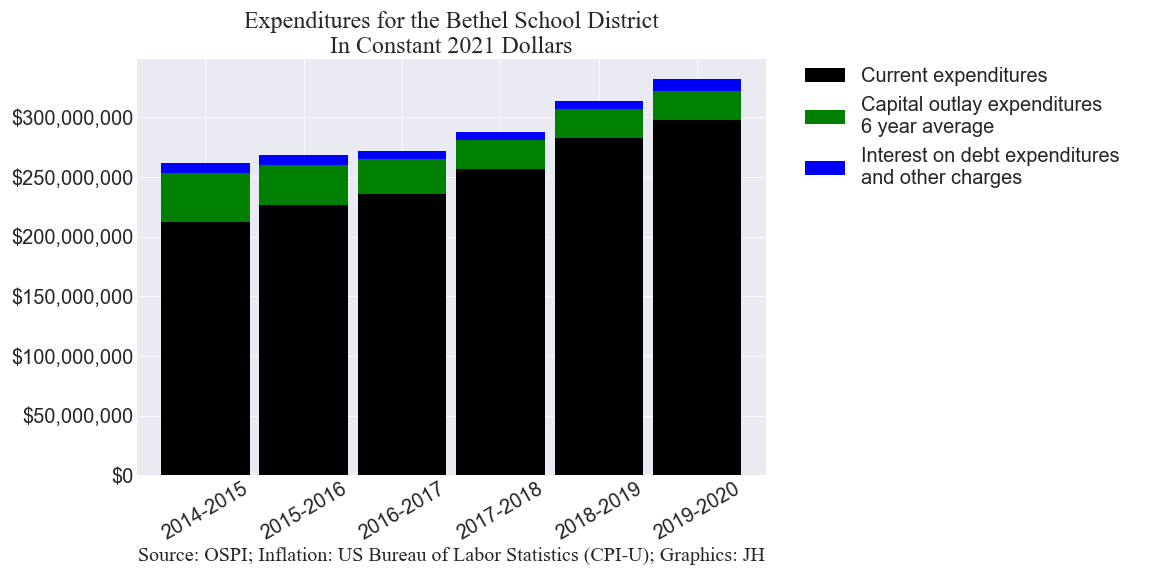 Expenditures for the Bethel School District
In Constant 2021 Dollars
$300,000,000
$250,000,000
$200,000,000
$150,000,000
$100,000,000
$50,000,000
$0
2014-2015
2015-2016
2016-2017
2017-2018
2018-2019
2019-2020
Current expenditures
Capital outlay expenditures
6 year average
Interest on debt expenditures
and other charges
Source: OSPI; Inflation: US Bureau of Labor Statistics (CPI-U); Graphics: JH